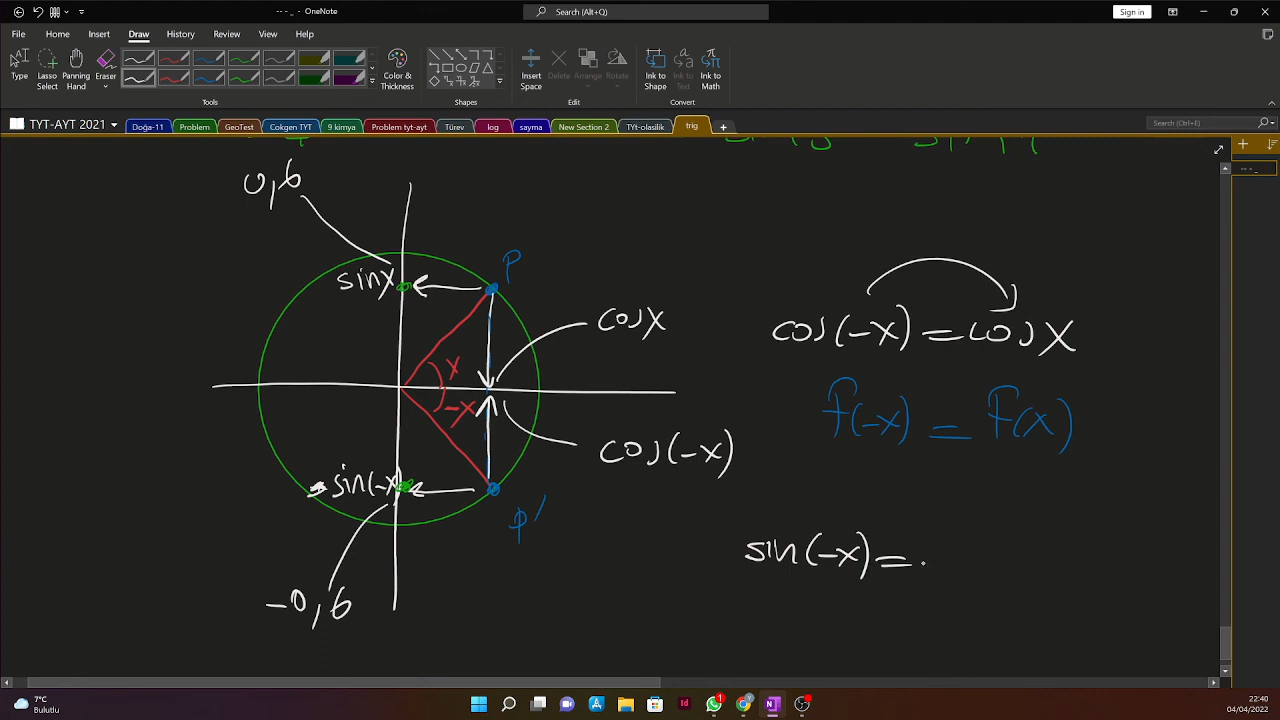 - - -_ - OneNote
Search (Alt+Q)
Sign in
File Home Insert Draw History Review View Help
Type
Lasso Select
Panning Hand
Eraser
Color & Thickness
Insert Space
Delete
Arrange
Rotate
Ink to Shape
Ink to Text
Ink to Math
Tools
Shapes
Edit
Convert
TYT-AYT 2021
Doğa-11 Problem GeoTest Cokgen TYT 9 kimya Problem tyt-ayt Türev log sayma New Section 2 TYt-olasilik trig
Search (Ctrl+E)
0,6
sinx
P
cosx
x
-x
cos(-x)
sin(-x)
P'
-0,6
cos(-x)=cosx
f(-x) = f(x)
sin(-x)=
7°C
Bulutlu
1
22:40
04/04/2022